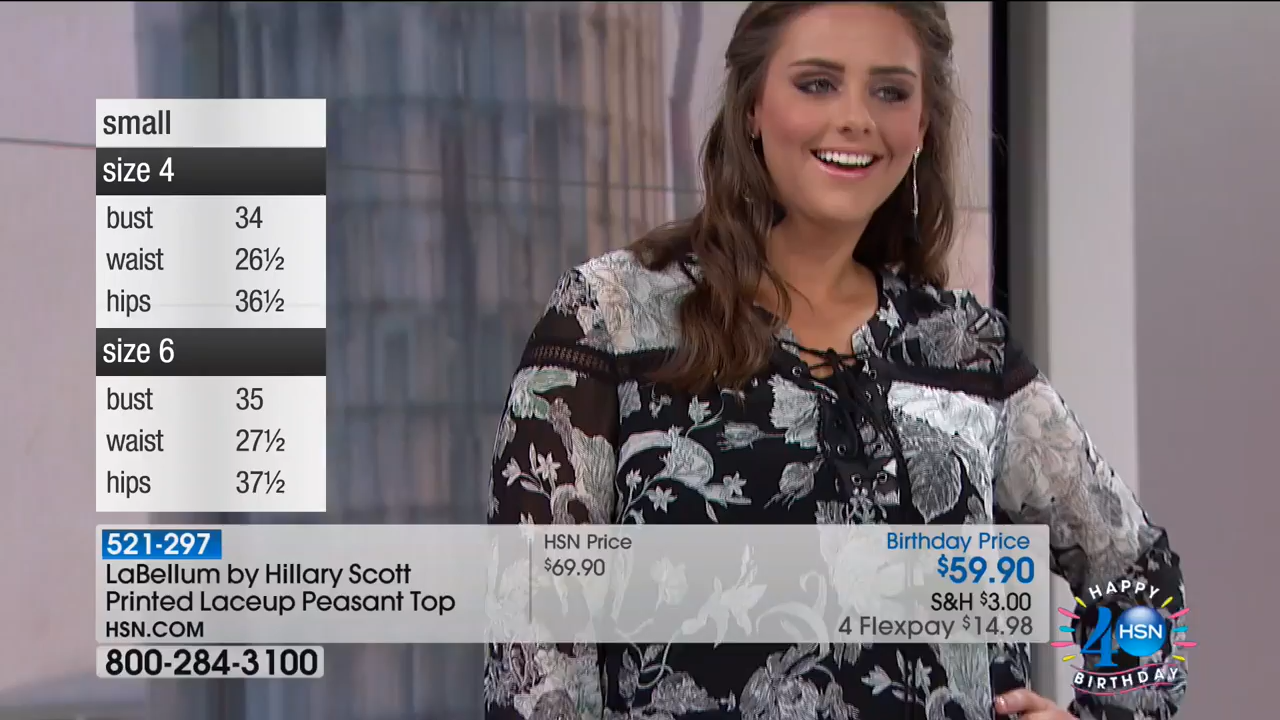 small
size 4
bust 34
waist 26½
hips 36½
size 6
bust 35
waist 27½
hips 37½
521-297
LaBellum by Hillary Scott
Printed Laceup Peasant Top
HSN.COM
800-284-3100
HSN Price
$69.90
Birthday Price
$59.90
S&H $3.00
4 Flexpay $14.98
HAPPY
40 HSN
BIRTHDAY